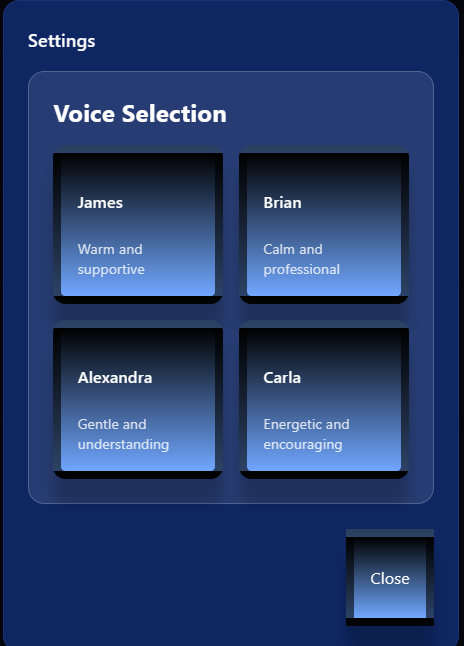 Settings
Voice Selection
James
Warm and
supportive
Brian
Calm and
professional
Alexandra
Gentle and
understanding
Carla
Energetic and
encouraging
Close